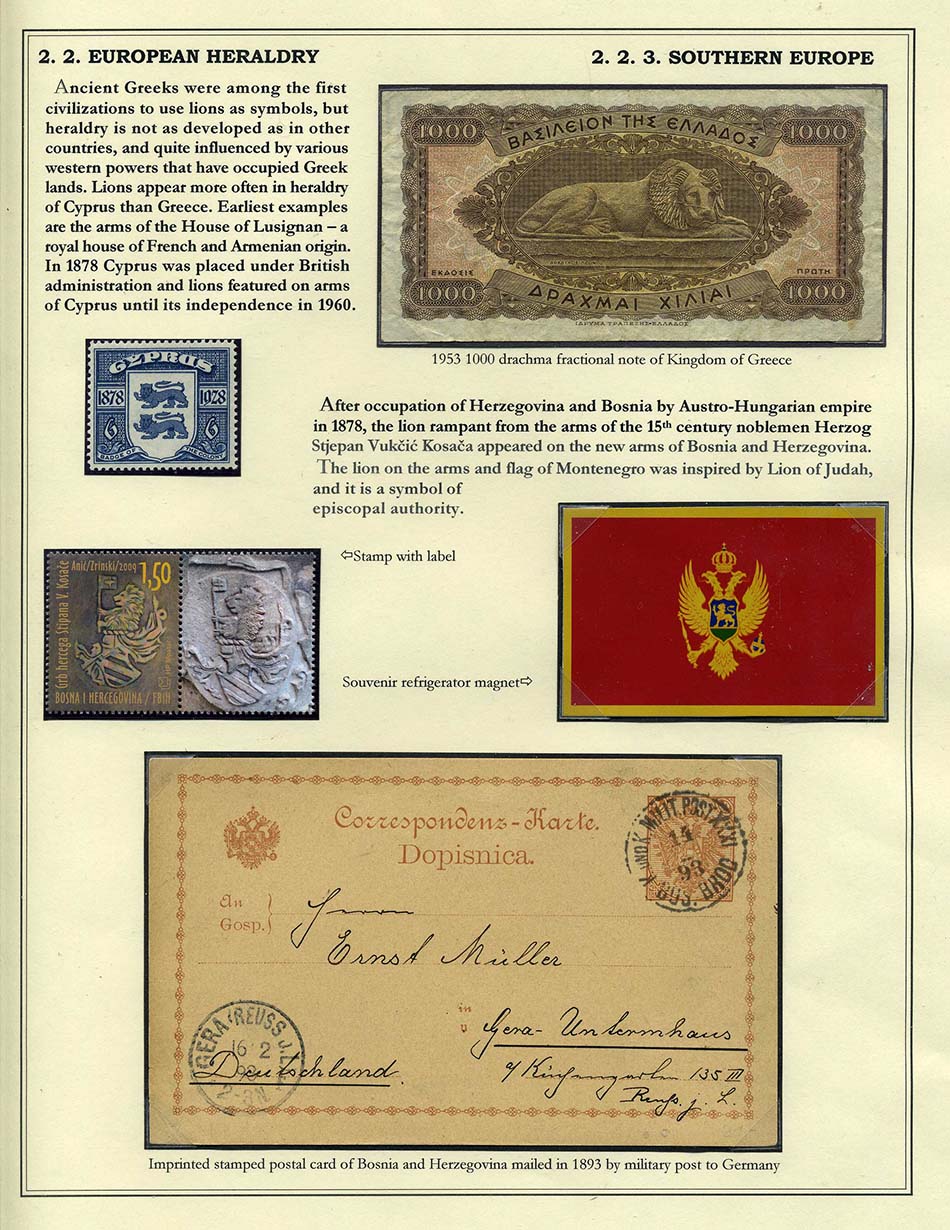 2. 2. EUROPEAN HERALDRY
2. 2. 3. SOUTHERN EUROPE
Ancient Greeks were among the first
civilizations to use lions as symbols, but
heraldry is not as developed as in other
countries, and quite influenced by various
western powers that have occupied Greek
lands. Lions appear more often in heraldry
of Cyprus than Greece. Earliest examples
are the arms of the House of Lusignan – a
royal house of French and Armenian origin.
In 1878 Cyprus was placed under British
administration and lions featured on arms
of Cyprus until its independence in 1960.
1000
ΒΑΣΙΛΕΙΟΝ ΤΗΣ ΕΛΛΑΔΟΣ
1000
ΕΚΔΟΣΙΣ
ΠΡΩΤΗ
1000
ΔΡΑΧΜΑΙ ΧΙΛΙΑΙ
1000
ΙΔΡΥΜΑ ΤΡΑΠΕΖΗΣ-ΕΛΛΑΔΟΣ
1953 1000 drachma fractional note of Kingdom of Greece
CYPRUS
1878
1928
6
6
BADGE OF THE COLONY
After occupation of Herzegovina and Bosnia by Austro-Hungarian empire
in 1878, the lion rampant from the arms of the 15th century noblemen Herzog
Stjepan Vukčić Kosača appeared on the new arms of Bosnia and Herzegovina.
The lion on the arms and flag of Montenegro was inspired by Lion of Judah,
and it is a symbol of
episcopal authority.
Grb hercega Stipana V. Kosače
Anić/Zrinski/2009
1,50
BOSNA I HERCEGOVINA / FBIH
⇦Stamp with label
Souvenir refrigerator magnet⇨
Correspondenz-Karte.
Dopisnica.
K UND K. MILIT. POST XXXI
14
93
An
Gosp.
Herrn
Ernst Müller
in
u
Gera-Untermhaus
GERA (REUSS J.L.)
16 2
93
2-3N
Deutschland.
135 III
Reuss. j. L.
Imprinted stamped postal card of Bosnia and Herzegovina mailed in 1893 by military post to Germany